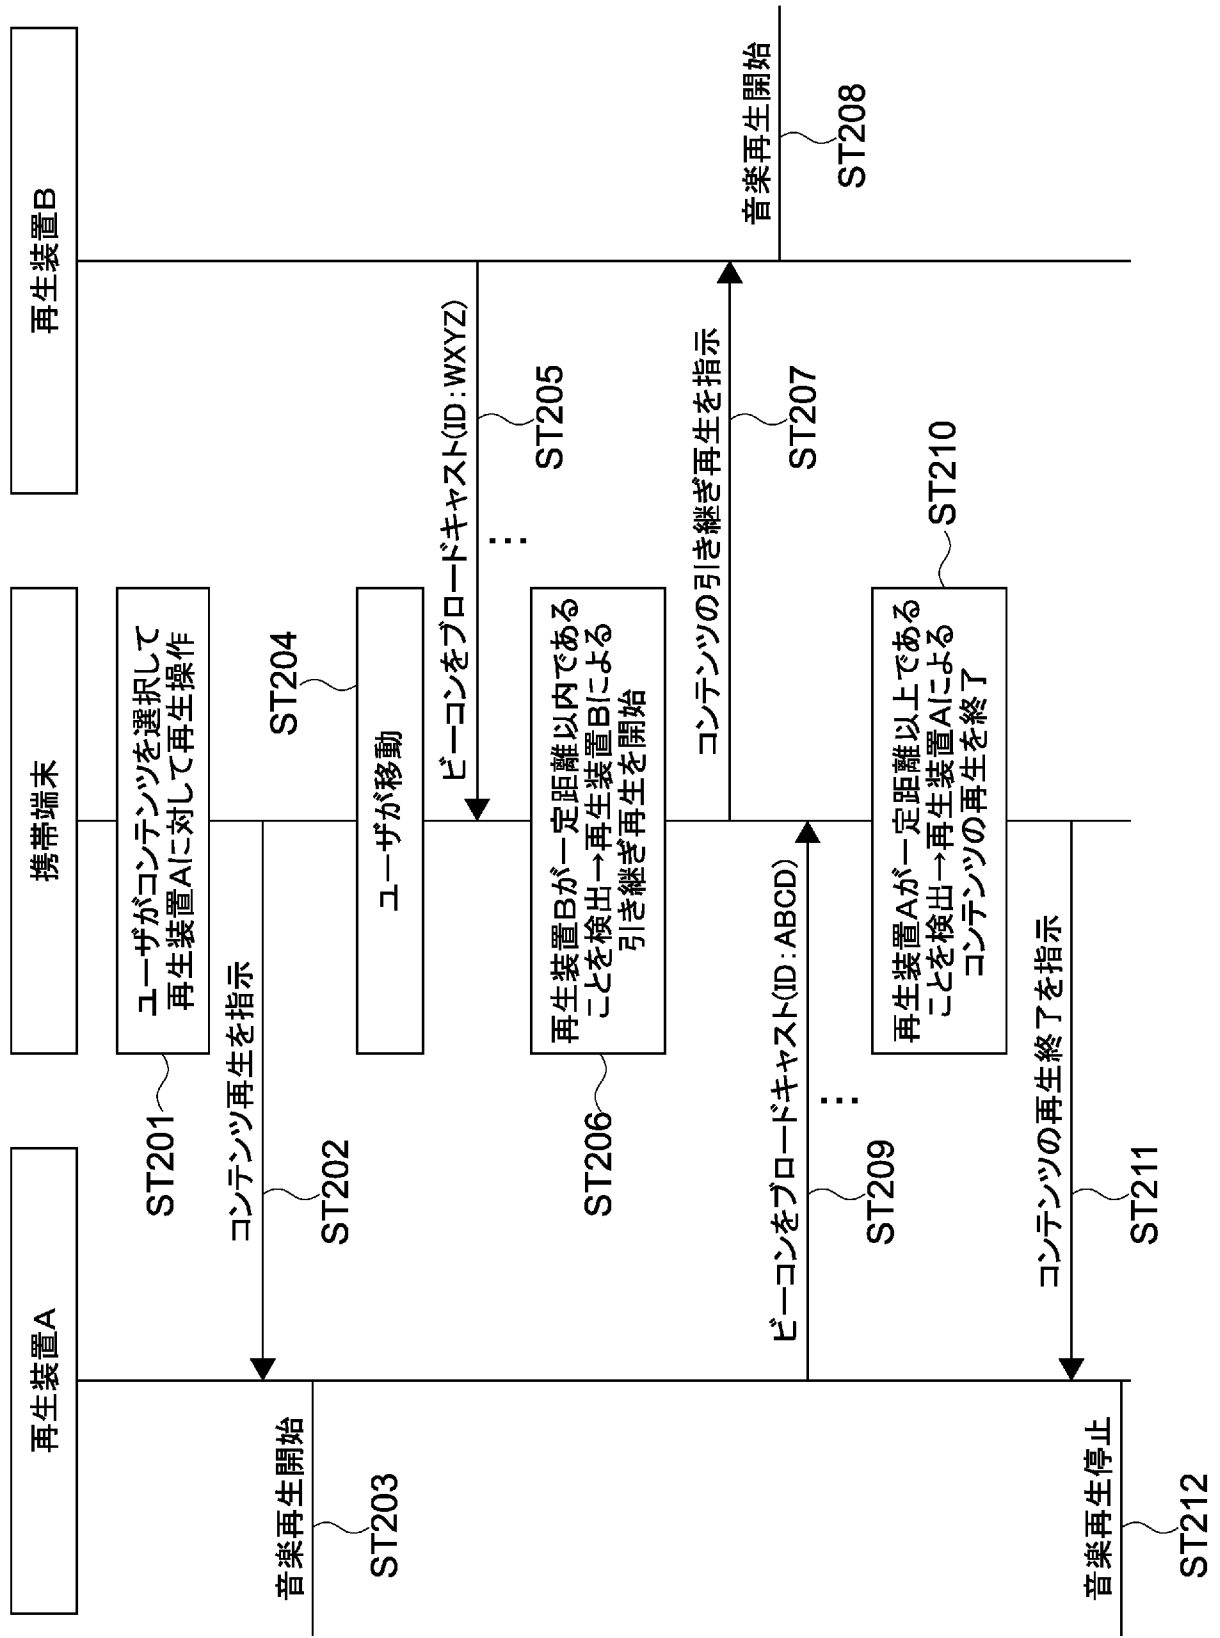 再生装置A
携帯端末
再生装置B
ユーザがコンテンツを選択して
再生装置Aに対して再生操作
ST201
コンテンツ再生を指示
ST202
音楽再生開始
ST203
ST204
ユーザが移動
ビーコンをブロードキャスト(ID:WXYZ)
ST205
…
再生装置Bが一定距離以内である
ことを検出→再生装置Bによる
引き継ぎ再生を開始
ST206
コンテンツの引き継ぎ再生を指示
ST207
音楽再生開始
ST208
ビーコンをブロードキャスト(ID:ABCD)
ST209
…
再生装置Aが一定距離以上であ
ることを検出→再生装置Aによる
コンテンツの再生を終了
ST210
コンテンツの再生終了を指示
ST211
音楽再生停止
ST212